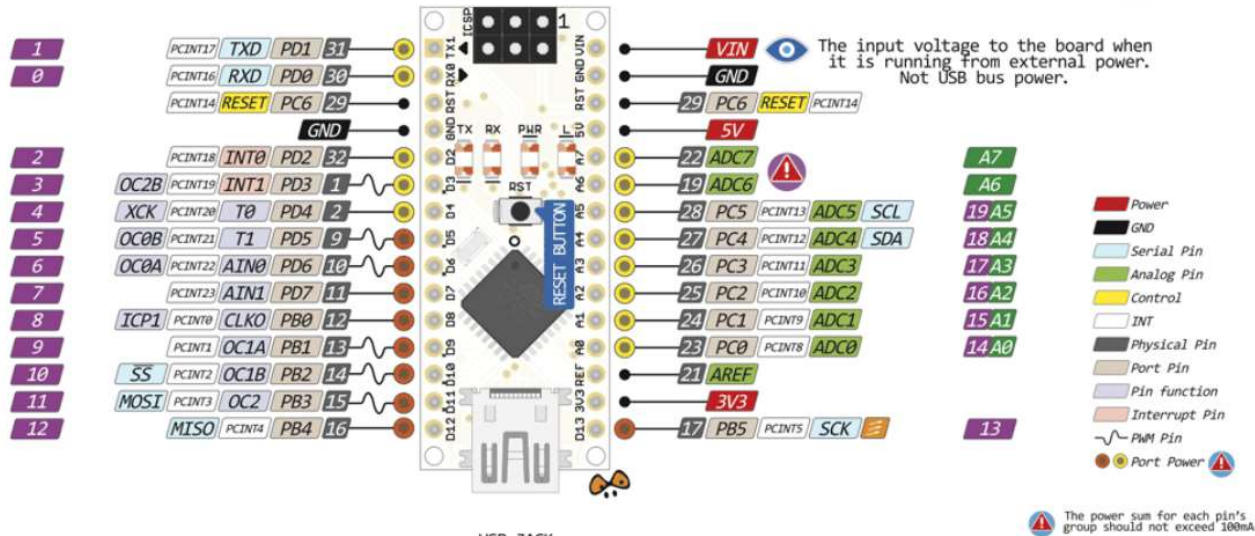 1 PCINT17 TXD PD1 31 TX1 ICSP 1 VIN VIN The input voltage to the board when
it is running from external power.
Not USB bus power.
0 PCINT16 RXD PD0 30 RX0 GND GND
PCINT14 RESET PC6 29 RST RST 29 PC6 RESET PCINT14
GND GND TX RX PWR L 5V 5V
2 PCINT18 INT0 PD2 32 D2 A7 22 ADC7 A7
3 OC2B PCINT19 INT1 PD3 1 D3 A6 19 ADC6 A6
RST
RESET BUTTON
4 XCK PCINT20 T0 PD4 2 D4 A5 28 PC5 PCINT13 ADC5 SCL 19 A5
5 OC0B PCINT21 T1 PD5 9 D5 A4 27 PC4 PCINT12 ADC4 SDA 18 A4
6 OC0A PCINT22 AIN0 PD6 10 D6 A3 26 PC3 PCINT11 ADC3 17 A3
7 PCINT23 AIN1 PD7 11 D7 A2 25 PC2 PCINT10 ADC2 16 A2
8 ICP1 PCINT0 CLKO PB0 12 D8 A1 24 PC1 PCINT9 ADC1 15 A1
9 PCINT1 OC1A PB1 13 D9 A0 23 PC0 PCINT8 ADC0 14 A0
10 SS PCINT2 OC1B PB2 14 D10 REF 21 AREF
11 MOSI PCINT3 OC2 PB3 15 D11 3V3 3V3
12 MISO PCINT4 PB4 16 D12 D13 17 PB5 PCINT5 SCK 13
Power
GND
Serial Pin
Analog Pin
Control
INT
Physical Pin
Port Pin
Pin function
Interrupt Pin
PWM Pin
Port Power
The power sum for each pin's
group should not exceed 100mA